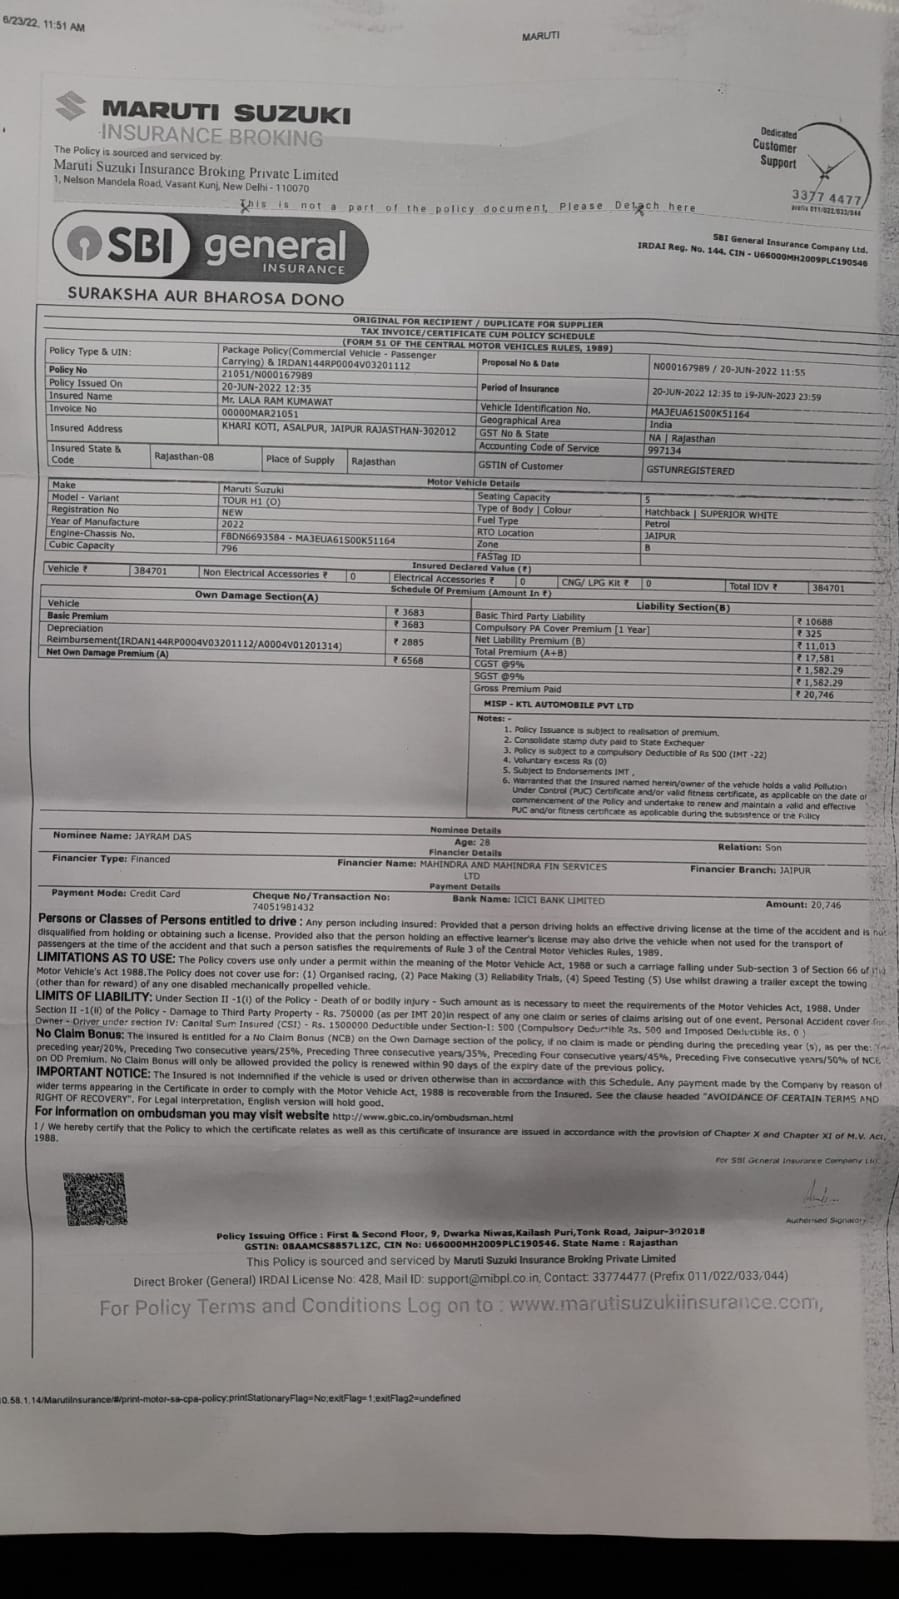 6/23/22, 11:51 AM
MARUTI
MARUTI SUZUKI
INSURANCE BROKING
The Policy is sourced and serviced by:
Maruti Suzuki Insurance Broking Private Limited
1, Nelson Mandela Road, Vasant Kunj, New Delhi - 110070
Dedicated
Customer
Support
3377 4477
prefix 011/022/033/044
This is not a part of the policy document, Please Detach here
SBI general
INSURANCE
SURAKSHA AUR BHAROSA DONO
SBI General Insurance Company Ltd.
IRDAI Reg. No. 144. CIN - U66000MH2009PLC190546
ORIGINAL FOR RECIPIENT / DUPLICATE FOR SUPPLIER
TAX INVOICE/CERTIFICATE CUM POLICY SCHEDULE
(FORM 51 OF THE CENTRAL MOTOR VEHICLES RULES, 1989)
Policy Type & UIN: Package Policy(Commercial Vehicle - Passenger Carrying) & IRDAN144RP0004V03201112 Proposal No & Date N000167989 / 20-JUN-2022 11:55
Policy No 21051/N000167989
Policy Issued On 20-JUN-2022 12:35 Period of Insurance 20-JUN-2022 12:35 to 19-JUN-2023 23:59
Insured Name Mr. LALA RAM KUMAWAT Vehicle Identification No. MA3EUA61S00K51164
Invoice No 00000MAR21051 Geographical Area India
Insured Address KHARI KOTI, ASALPUR, JAIPUR RAJASTHAN-302012 GST No & State NA | Rajasthan
Accounting Code of Service 997134
Insured State & Code Rajasthan-08 Place of Supply Rajasthan GSTIN of Customer GSTUNREGISTERED
Motor Vehicle Details
Make Maruti Suzuki Seating Capacity 5
Model - Variant TOUR H1 (O) Type of Body | Colour Hatchback | SUPERIOR WHITE
Registration No NEW Fuel Type Petrol
Year of Manufacture 2022 RTO Location JAIPUR
Engine-Chassis No. F8DN6693584 - MA3EUA61S00K51164 Zone B
Cubic Capacity 796 FASTag ID
Insured Declared Value (₹)
Vehicle ₹ 384701 Non Electrical Accessories ₹ 0 Electrical Accessories ₹ 0 CNG/ LPG Kit ₹ 0 Total IDV ₹ 384701
Schedule Of Premium (Amount In ₹)
Own Damage Section(A) Liability Section(B)
Vehicle ₹ 3683 Basic Third Party Liability ₹ 10688
Basic Premium ₹ 3683 Compulsory PA Cover Premium [1 Year] ₹ 325
Depreciation Reimbursement(IRDAN144RP0004V03201112/A0004V01201314) ₹ 2885 Net Liability Premium (B) ₹ 11,013
Net Own Damage Premium (A) ₹ 6568 Total Premium (A+B) ₹ 17,581
CGST @9% ₹ 1,582.29
SGST @9% ₹ 1,582.29
Gross Premium Paid ₹ 20,746
MISP - KTL AUTOMOBILE PVT LTD
Notes: -
1. Policy Issuance is subject to realisation of premium.
2. Consolidate stamp duty paid to State Exchequer
3. Policy is subject to a compulsory Deductible of Rs 500 (IMT -22)
4. Voluntary excess Rs (0)
5. Subject to Endorsements IMT ,
6. Warranted that the Insured named herein/owner of the vehicle holds a valid Pollution
Under Control (PUC) Certificate and/or valid fitness certificate, as applicable on the date of
commencement of the Policy and undertake to renew and maintain a valid and effective
PUC and/or fitness certificate as applicable during the subsistence of the Policy
Nominee Details
Nominee Name: JAYRAM DAS Age: 28 Relation: Son
Financier Details
Financier Type: Financed Financier Name: MAHINDRA AND MAHINDRA FIN SERVICES LTD Financier Branch: JAIPUR
Payment Details
Payment Mode: Credit Card Cheque No/Transaction No: 74051981432 Bank Name: ICICI BANK LIMITED Amount: 20,746
Persons or Classes of Persons entitled to drive : Any person including insured: Provided that a person driving holds an effective driving license at the time of the accident and is not
disqualified from holding or obtaining such a license. Provided also that the person holding an effective learner's license may also drive the vehicle when not used for the transport of
passengers at the time of the accident and that such a person satisfies the requirements of Rule 3 of the Central Motor Vehicles Rules, 1989.
LIMITATIONS AS TO USE: The Policy covers use only under a permit within the meaning of the Motor Vehicle Act, 1988 or such a carriage falling under Sub-section 3 of Section 66 of the
Motor Vehicle's Act 1988.The Policy does not cover use for: (1) Organised racing, (2) Pace Making (3) Reliability Trials, (4) Speed Testing (5) Use whilst drawing a trailer except the towing
(other than for reward) of any one disabled mechanically propelled vehicle.
LIMITS OF LIABILITY: Under Section II -1(i) of the Policy - Death of or bodily injury - Such amount as is necessary to meet the requirements of the Motor Vehicles Act, 1988. Under
Section II -1(ii) of the Policy - Damage to Third Party Property - Rs. 750000 (as per IMT 20)in respect of any one claim or series of claims arising out of one event. Personal Accident cover for
Owner - Driver under section IV: Capital Sum Insured (CSI) - Rs. 1500000 Deductible under Section-I: 500 (Compulsory Deductible Rs. 500 and Imposed Deductible Rs. 0 )
No Claim Bonus: The insured is entitled for a No Claim Bonus (NCB) on the Own Damage section of the policy, if no claim is made or pending during the preceding year (s), as per the: The
preceding year/20%, Preceding Two consecutive years/25%, Preceding Three consecutive years/35%, Preceding Four consecutive years/45%, Preceding Five consecutive years/50% of NCB
on OD Premium. No Claim Bonus will only be allowed provided the policy is renewed within 90 days of the expiry date of the previous policy.
IMPORTANT NOTICE: The Insured is not indemnified if the vehicle is used or driven otherwise than in accordance with this Schedule. Any payment made by the Company by reason of
wider terms appearing in the Certificate in order to comply with the Motor Vehicle Act, 1988 is recoverable from the Insured. See the clause headed "AVOIDANCE OF CERTAIN TERMS AND
RIGHT OF RECOVERY". For Legal interpretation, English version will hold good.
For information on ombudsman you may visit website http://www.gbic.co.in/ombudsman.html
I / We hereby certify that the Policy to which the certificate relates as well as this certificate of insurance are issued in accordance with the provision of Chapter X and Chapter XI of M.V. Act,
1988.
For SBI General Insurance Company Ltd.
Authorised Signatory
Policy Issuing Office : First & Second Floor, 9, Dwarka Niwas,Kailash Puri,Tonk Road, Jaipur-302018
GSTIN: 08AAMCS8857L1ZC, CIN No: U66000MH2009PLC190546. State Name : Rajasthan
This Policy is sourced and serviced by Maruti Suzuki Insurance Broking Private Limited
Direct Broker (General) IRDAI License No: 428, Mail ID: support@mibpl.co.in, Contact: 33774477 (Prefix 011/022/033/044)
For Policy Terms and Conditions Log on to : www.marutisuzukiinsurance.com,
0.58.1.14/MarutiInsurance/#/print-motor-sa-cpa-policy;printStationaryFlag=No;exitFlag=1;exitFlag2=undefined